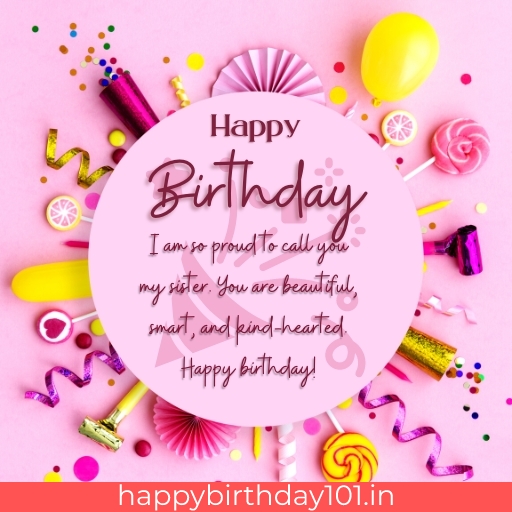 Happy
Birthday
I am so proud to call you
my sister. You are beautiful,
smart, and kind-hearted.
Happy birthday!
happybirthday101.in